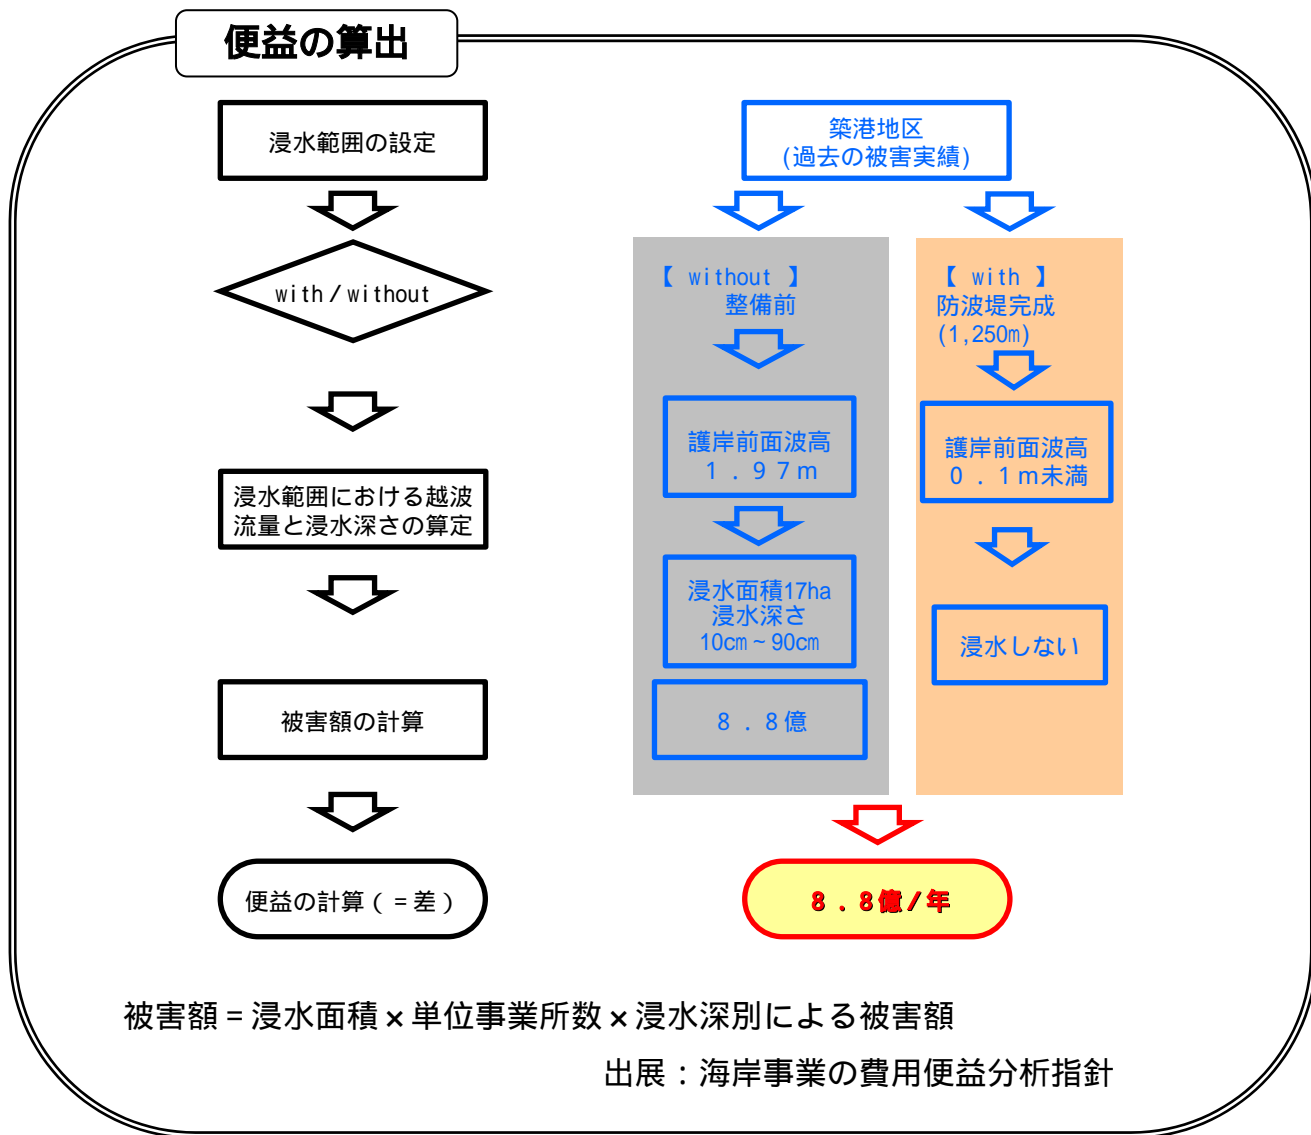 便益の算出
浸水範囲の設定
with/without
浸水範囲における越波
流量と浸水深さの算定
被害額の計算
便益の計算(=差)
築港地区
(過去の被害実績)
【 without 】
整備前
護岸前面波高
1.97m
浸水面積17ha
浸水深さ
10cm~90cm
8.8億
【 with 】
防波堤完成
(1,250m)
護岸前面波高
0.1m未満
浸水しない
8.8億/年
被害額=浸水面積×単位事業所数×浸水深別による被害額
出展:海岸事業の費用便益分析指針